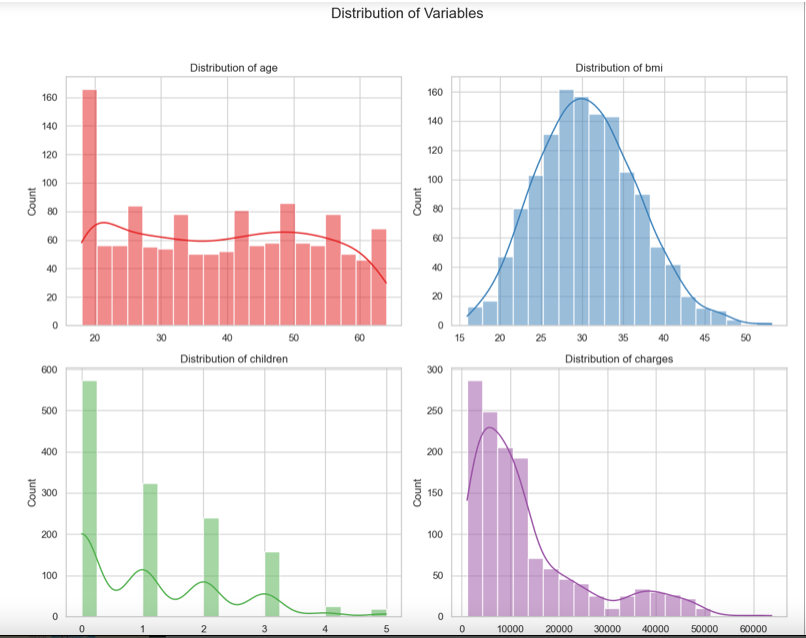 Distribution of Variables
Distribution of age
Count
160
140
120
100
80
60
40
20
0
20 30 40 50 60
Distribution of bmi
Count
160
140
120
100
80
60
40
20
0
15 20 25 30 35 40 45 50
Distribution of children
Count
600
500
400
300
200
100
0
0 1 2 3 4 5
Distribution of charges
Count
300
250
200
150
100
50
0
0 10000 20000 30000 40000 50000 60000